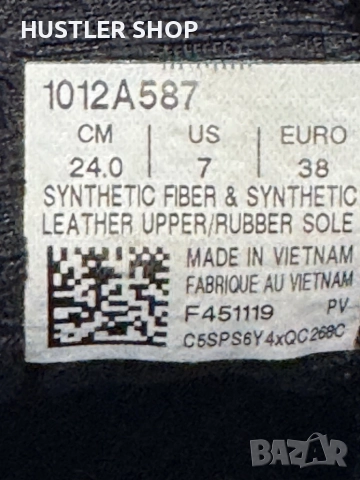 HUSTLER SHOP
1012A587
CM US EURO
24.0 7 38
SYNTHETIC FIBER & SYNTHETIC
LEATHER UPPER/RUBBER SOLE
MADE IN VIETNAM
FABRIQUE AU VIETNAM
F451119 PV
C5SPS6Y4xQC268C
bazar